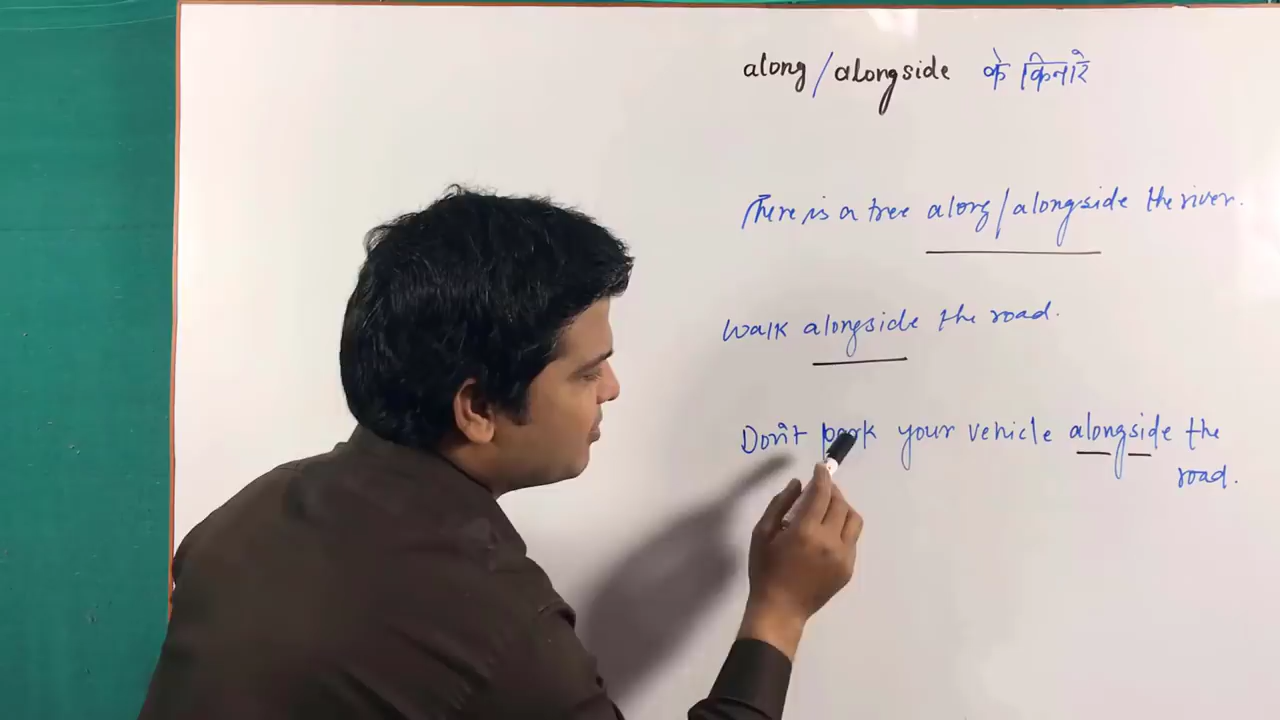 along/alongside के किनारे
There is a tree along/alongside the river.
Walk alongside the road.
Don't park your vehicle alongside the
road.